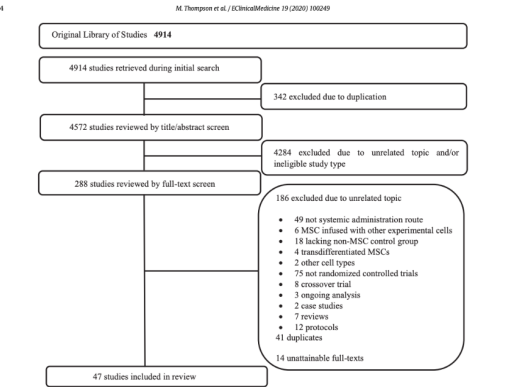 4
M. Thompson et al. / EClinicalMedicine 19 (2020) 100249
Original Library of Studies 4914
4914 studies retrieved during initial search
342 excluded due to duplication
4572 studies reviewed by title/abstract screen
4284 excluded due to unrelated topic and/or
ineligible study type
288 studies reviewed by full-text screen
186 excluded due to unrelated topic
• 49 not systemic administration route
• 6 MSC infused with other experimental cells
• 18 lacking non-MSC control group
• 4 transdifferentiated MSCs
• 2 other cell types
• 75 not randomized controlled trials
• 8 crossover trial
• 3 ongoing analysis
• 2 case studies
• 7 reviews
• 12 protocols
41 duplicates
14 unattainable full-texts
47 studies included in review